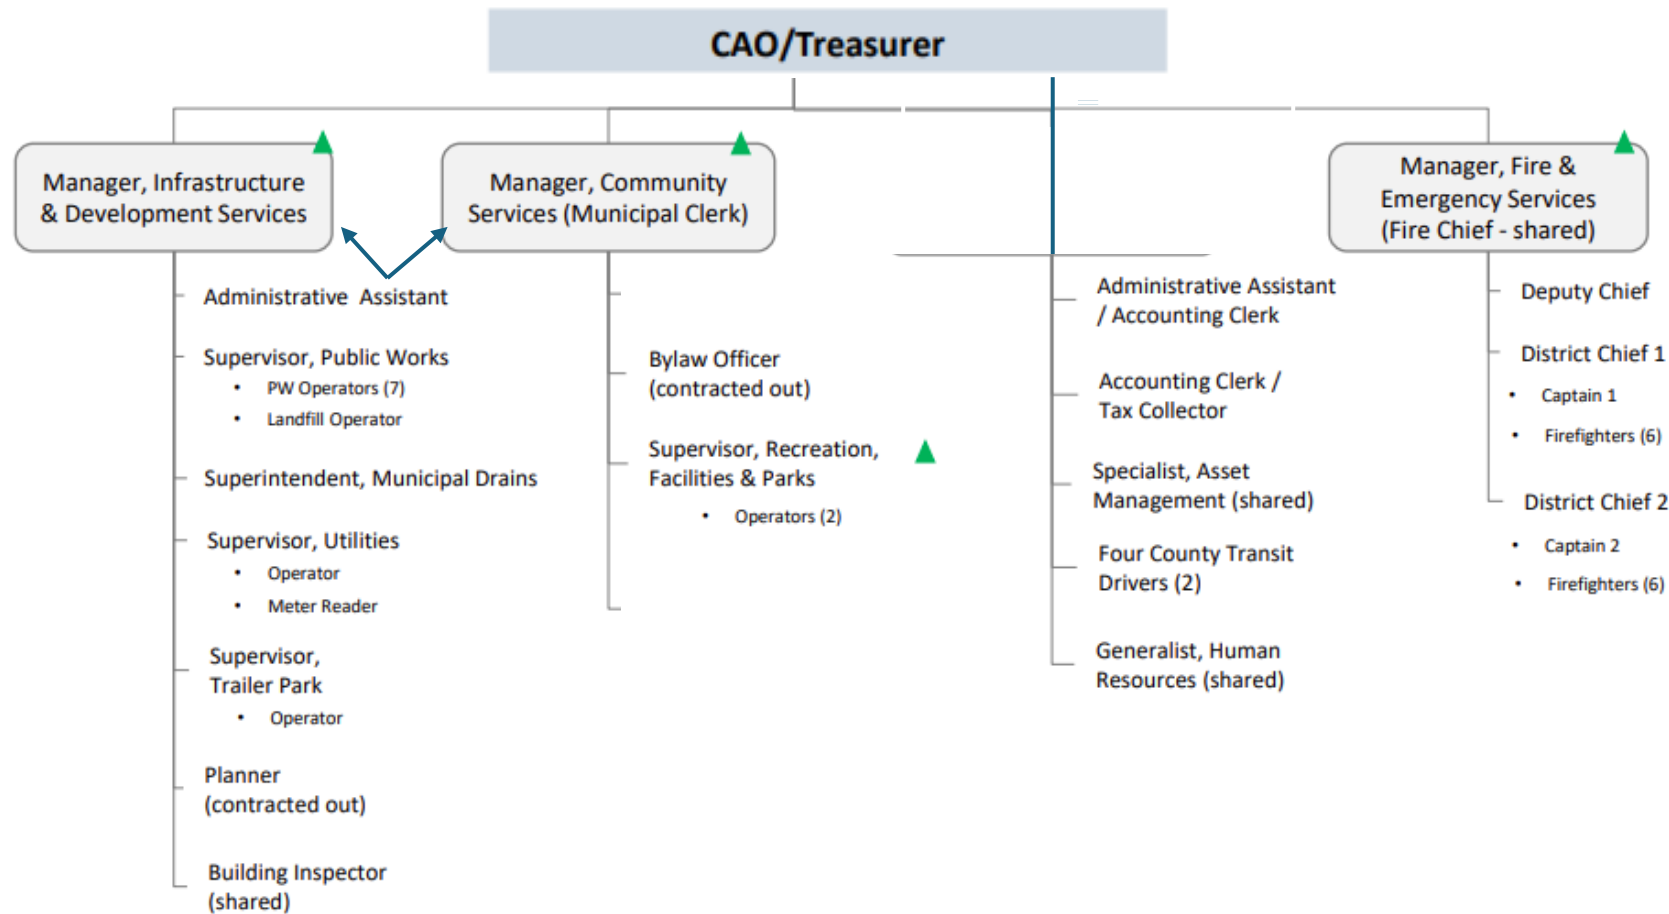 CAO/Treasurer
Manager, Infrastructure
& Development Services
Administrative Assistant
Supervisor, Public Works
• PW Operators (7)
• Landfill Operator
Superintendent, Municipal Drains
Supervisor, Utilities
• Operator
• Meter Reader
Supervisor,
Trailer Park
• Operator
Planner
(contracted out)
Building Inspector
(shared)
Manager, Community
Services (Municipal Clerk)
Bylaw Officer
(contracted out)
Supervisor, Recreation,
Facilities & Parks
• Operators (2)
Administrative Assistant
/ Accounting Clerk
Accounting Clerk /
Tax Collector
Specialist, Asset
Management (shared)
Four County Transit
Drivers (2)
Generalist, Human
Resources (shared)
Manager, Fire &
Emergency Services
(Fire Chief - shared)
Deputy Chief
District Chief 1
• Captain 1
• Firefighters (6)
District Chief 2
• Captain 2
• Firefighters (6)